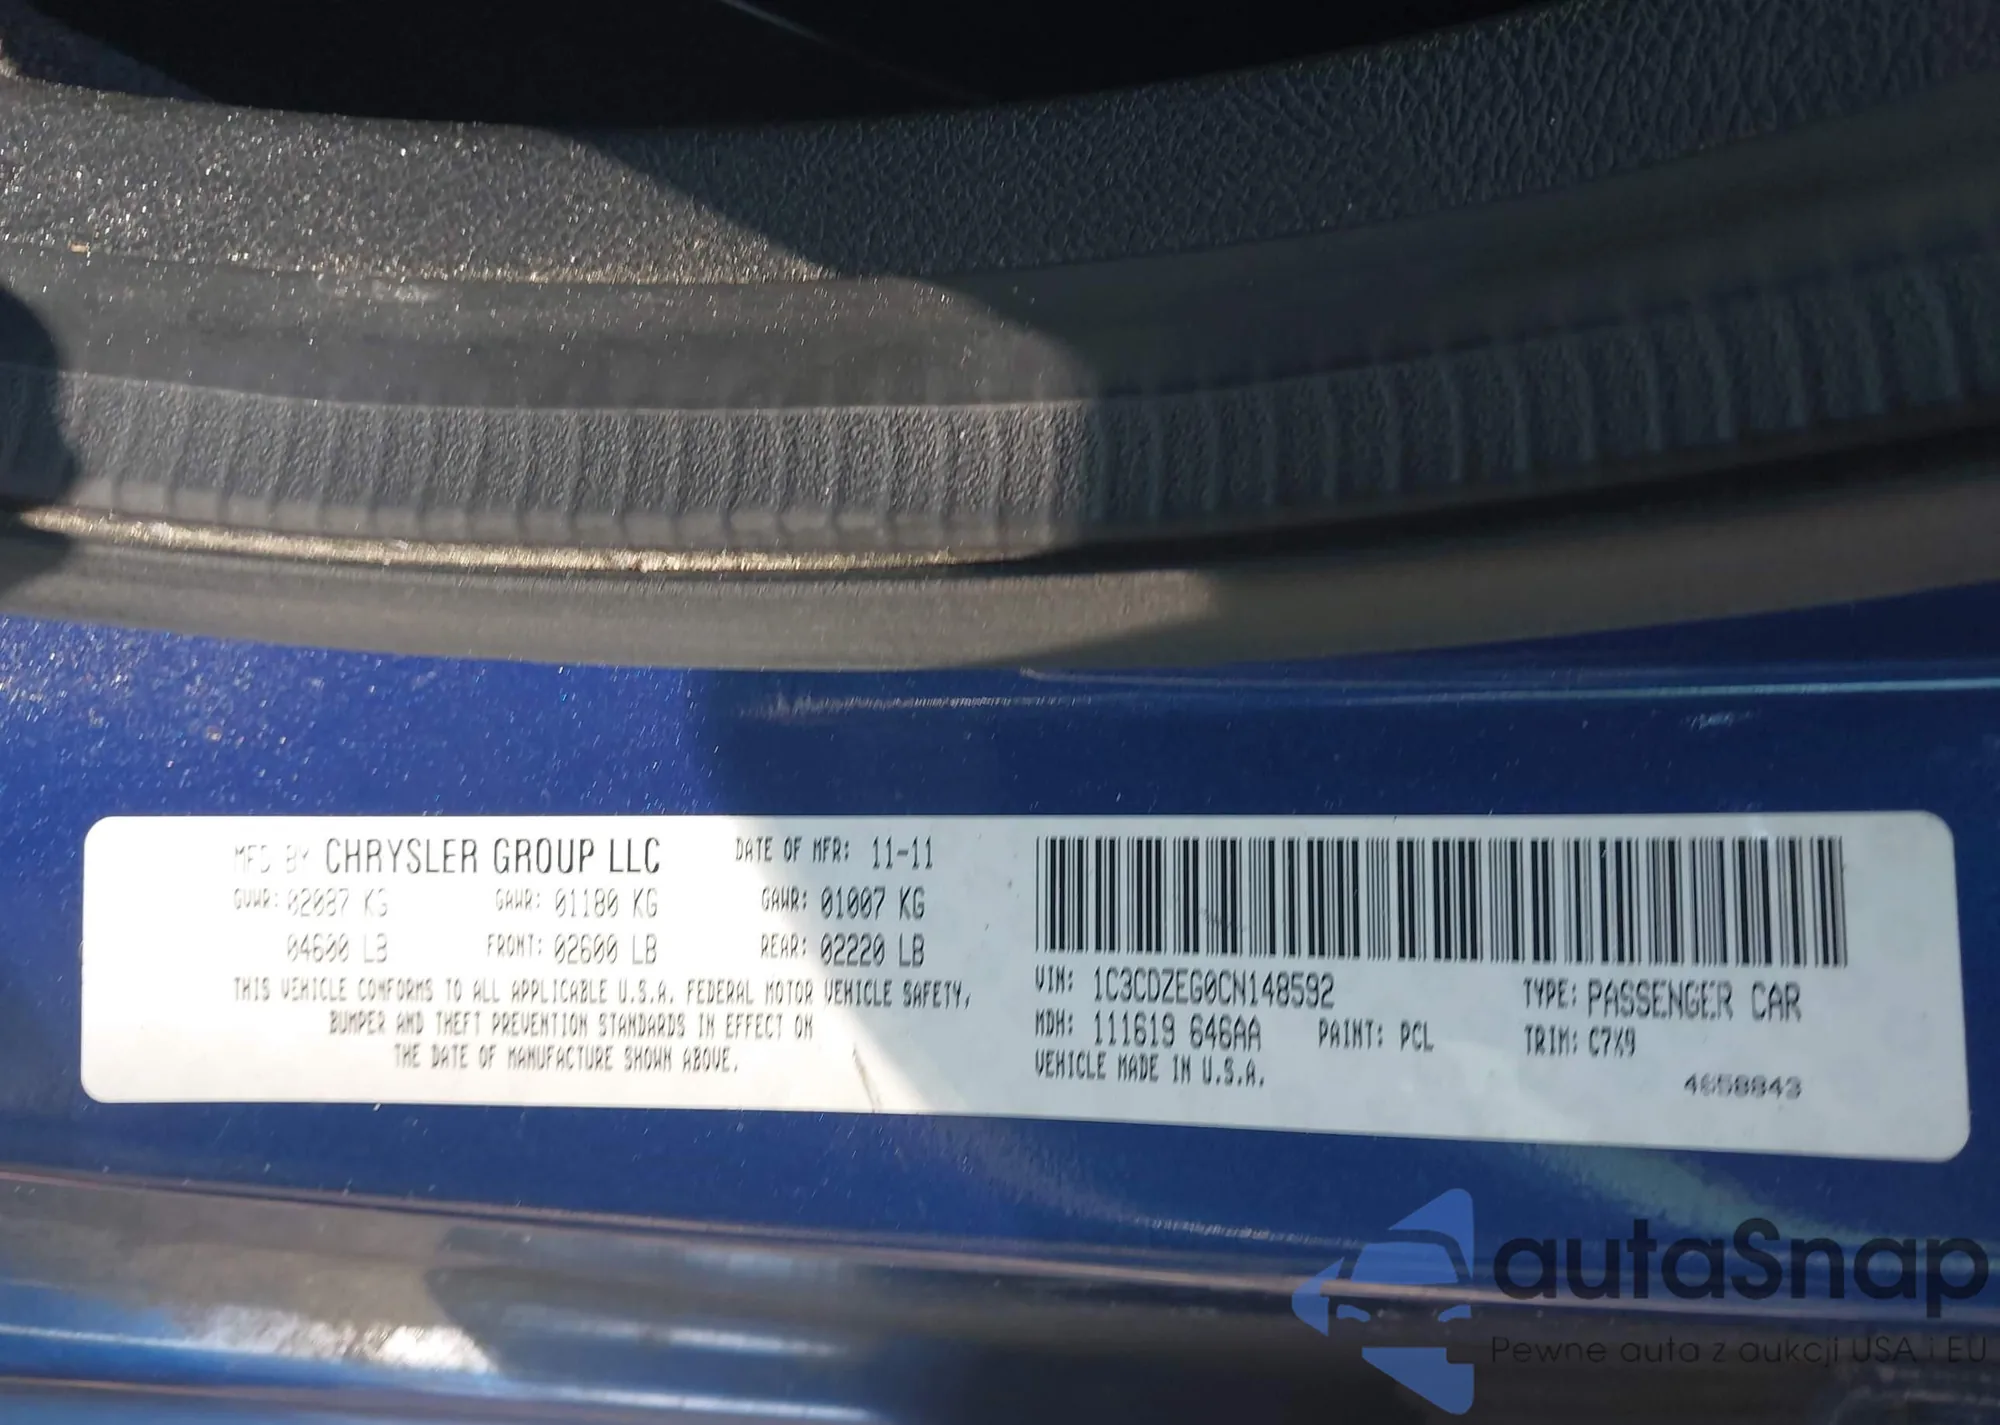 MFD BY CHRYSLER GROUP LLC DATE OF MFR: 11-11
GVWR: 02087 KG GAWR: 01180 KG GAWR: 01007 KG
04600 LB FRONT: 02600 LB REAR: 02220 LB
THIS VEHICLE CONFORMS TO ALL APPLICABLE U.S.A. FEDERAL MOTOR VEHICLE SAFETY,
BUMPER AND THEFT PREVENTION STANDARDS IN EFFECT ON
THE DATE OF MANUFACTURE SHOWN ABOVE.
VIN: 1C3CDZEG0CN148592 TYPE: PASSENGER CAR
MDH: 111619 646AA PAINT: PCL TRIM: C7X9
VEHICLE MADE IN U.S.A.
4658843
autaSnap
Pewne auta z aukcji USA i EU